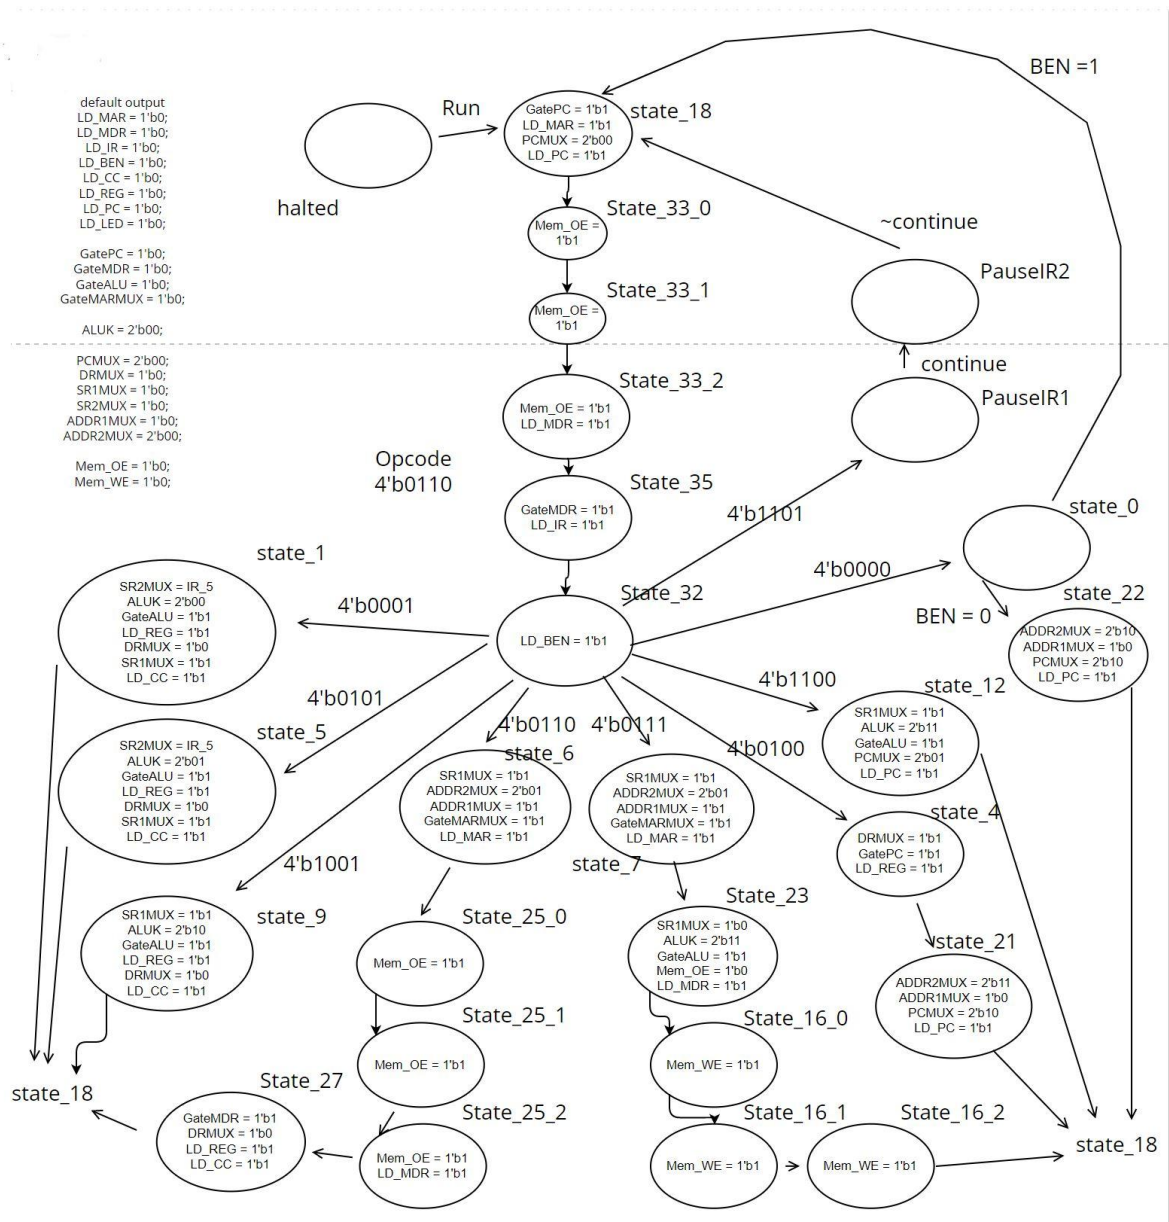 default output
LD_MAR = 1'b0;
LD_MDR = 1'b0;
LD_IR = 1'b0;
LD_BEN = 1'b0;
LD_CC = 1'b0;
LD_REG = 1'b0;
LD_PC = 1'b0;
LD_LED = 1'b0;
GatePC = 1'b0;
GateMDR = 1'b0;
GateALU = 1'b0;
GateMARMUX = 1'b0;
ALUK = 2'b00;
PCMUX = 2'b00;
DRMUX = 1'b0;
SR1MUX = 1'b0;
SR2MUX = 1'b0;
ADDR1MUX = 1'b0;
ADDR2MUX = 2'b00;
Mem_OE = 1'b0;
Mem_WE = 1'b0;
halted
Run
GatePC = 1'b1
LD_MAR = 1'b1
PCMUX = 2'b00
LD_PC = 1'b1
state_18
BEN =1
State_33_0
Mem_OE =
1'b1
~continue
State_33_1
Mem_OE =
1'b1
PauseIR2
continue
State_33_2
Mem_OE = 1'b1
LD_MDR = 1'b1
PauseIR1
Opcode
4'b0110
State_35
GateMDR = 1'b1
LD_IR = 1'b1
4'b1101
state_0
4'b0000
State_32
LD_BEN = 1'b1
BEN = 0
state_22
ADDR2MUX = 2'b10
ADDR1MUX = 1'b0
PCMUX = 2'b10
LD_PC = 1'b1
state_1
SR2MUX = IR_5
ALUK = 2'b00
GateALU = 1'b1
LD_REG = 1'b1
DRMUX = 1'b0
SR1MUX = 1'b1
LD_CC = 1'b1
4'b0001
4'b0101
state_5
SR2MUX = IR_5
ALUK = 2'b01
GateALU = 1'b1
LD_REG = 1'b1
DRMUX = 1'b0
SR1MUX = 1'b1
LD_CC = 1'b1
4'b1001
state_9
SR1MUX = 1'b1
ALUK = 2'b10
GateALU = 1'b1
LD_REG = 1'b1
DRMUX = 1'b0
LD_CC = 1'b1
4'b0110
state_6
SR1MUX = 1'b1
ADDR2MUX = 2'b01
ADDR1MUX = 1'b1
GateMARMUX = 1'b1
LD_MAR = 1'b1
4'b0111
SR1MUX = 1'b1
ADDR2MUX = 2'b01
ADDR1MUX = 1'b1
GateMARMUX = 1'b1
LD_MAR = 1'b1
state_7
4'b0100
4'b1100
state_12
SR1MUX = 1'b1
ALUK = 2'b11
GateALU = 1'b1
PCMUX = 2'b01
LD_PC = 1'b1
state_4
DRMUX = 1'b1
GatePC = 1'b1
LD_REG = 1'b1
State_25_0
Mem_OE = 1'b1
State_23
SR1MUX = 1'b0
ALUK = 2'b11
GateALU = 1'b1
Mem_OE = 1'b0
LD_MDR = 1'b1
state_21
ADDR2MUX = 2'b11
ADDR1MUX = 1'b0
PCMUX = 2'b10
LD_PC = 1'b1
State_25_1
Mem_OE = 1'b1
State_16_0
Mem_WE = 1'b1
state_18
State_27
GateMDR = 1'b1
DRMUX = 1'b0
LD_REG = 1'b1
LD_CC = 1'b1
State_25_2
Mem_OE = 1'b1
LD_MDR = 1'b1
State_16_1
Mem_WE = 1'b1
State_16_2
Mem_WE = 1'b1
state_18